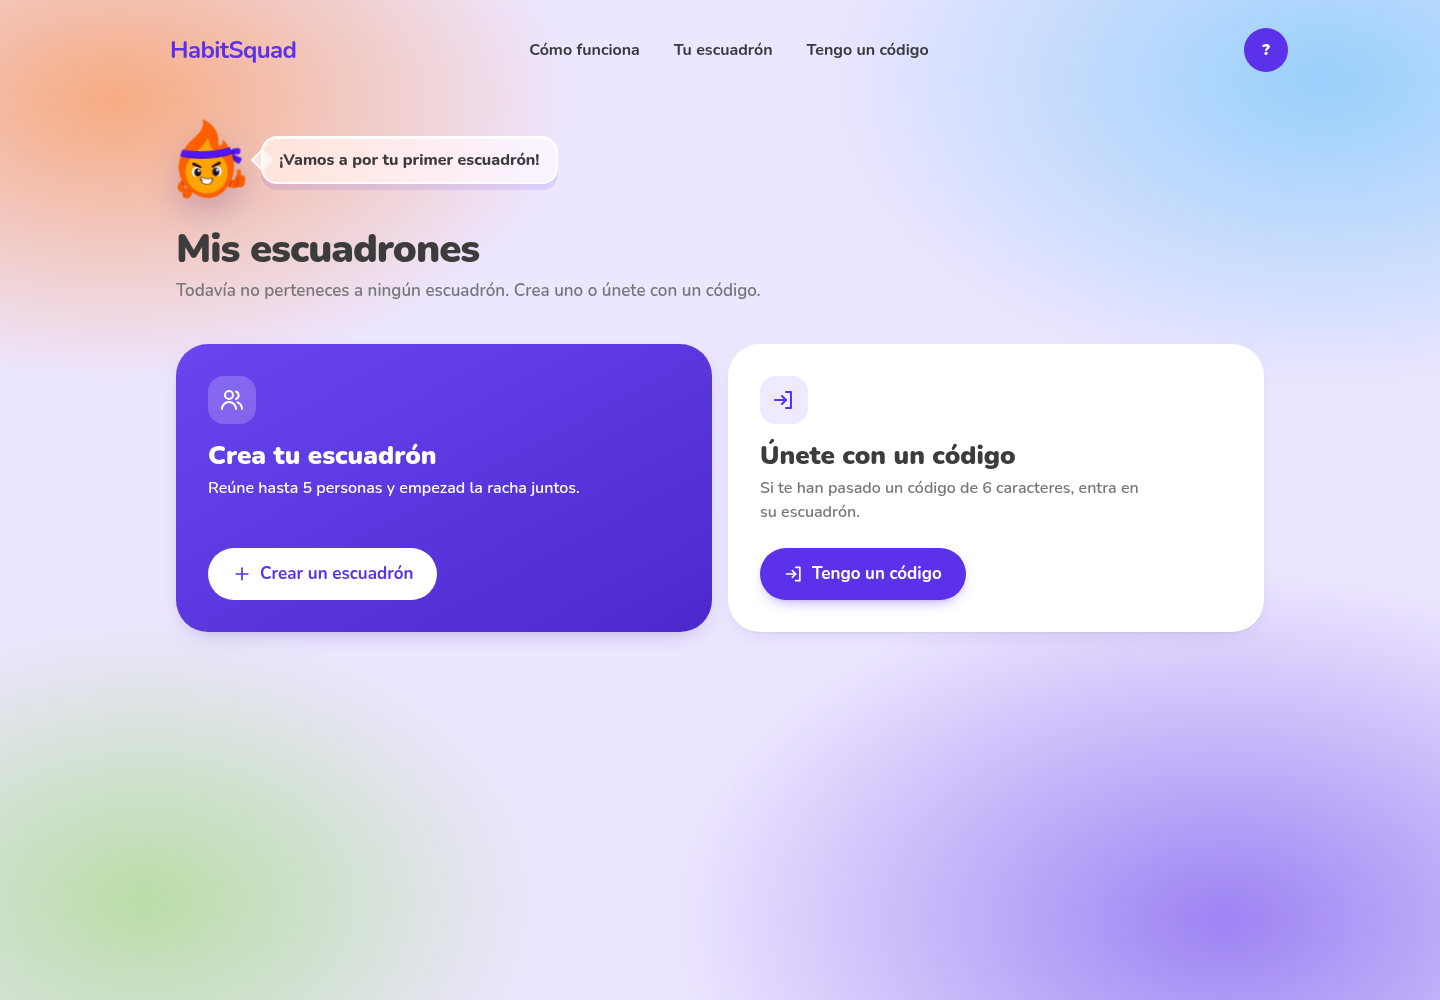 HabitSquad
Cómo funciona
Tu escuadrón
Tengo un código
?
¡Vamos a por tu primer escuadrón!
Mis escuadrones
Todavía no perteneces a ningún escuadrón. Crea uno o únete con un código.
Crea tu escuadrón
Reúne hasta 5 personas y empezad la racha juntos.
Crear un escuadrón
Únete con un código
Si te han pasado un código de 6 caracteres, entra en
su escuadrón.
Tengo un código